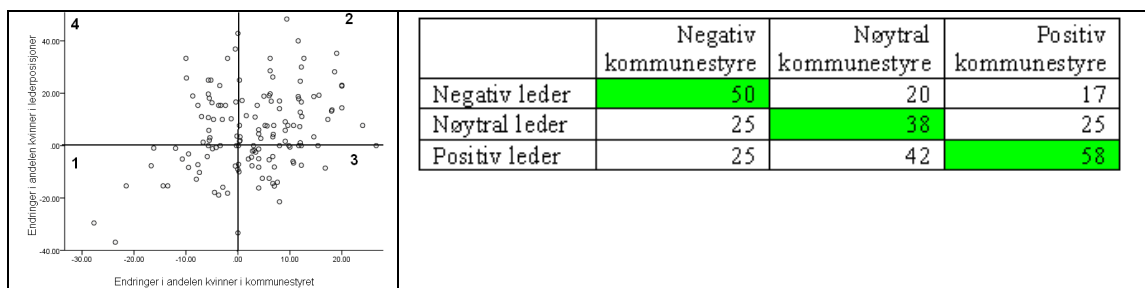 4
2
1
3
40.00
20.00
.00
-20.00
-40.00
-30.00 -20.00 -10.00 .00 10.00 20.00
Endringer i andelen kvinner i lederposisjoner
Endringer i andelen kvinner i kommunestyret
Negativ kommunestyre Nøytral kommunestyre Positiv kommunestyre
Negativ leder 50 20 17
Nøytral leder 25 38 25
Positiv leder 25 42 58